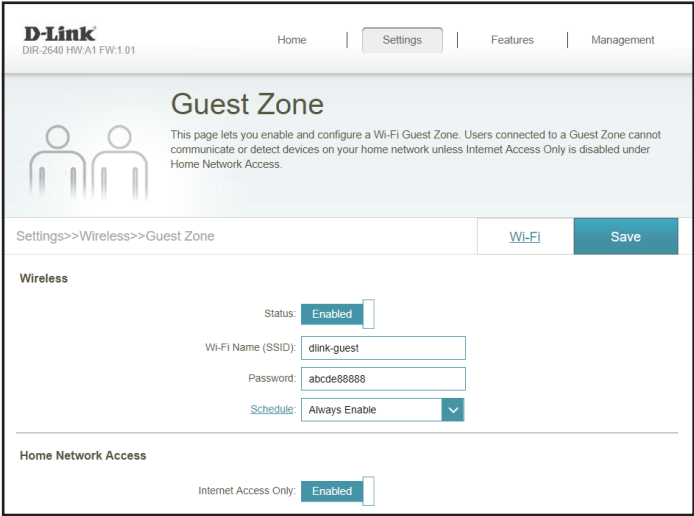 D-Link
DIR-2640 HW:A1 FW:1.01
Home
Settings
Features
Management
Guest Zone
This page lets you enable and configure a Wi-Fi Guest Zone. Users connected to a Guest Zone cannot
communicate or detect devices on your home network unless Internet Access Only is disabled under
Home Network Access.
Settings>>Wireless>>Guest Zone
Wi-Fi
Save
Wireless
Status: Enabled
Wi-Fi Name (SSID): dlink-guest
Password: abcde88888
Schedule: Always Enable
Home Network Access
Internet Access Only: Enabled